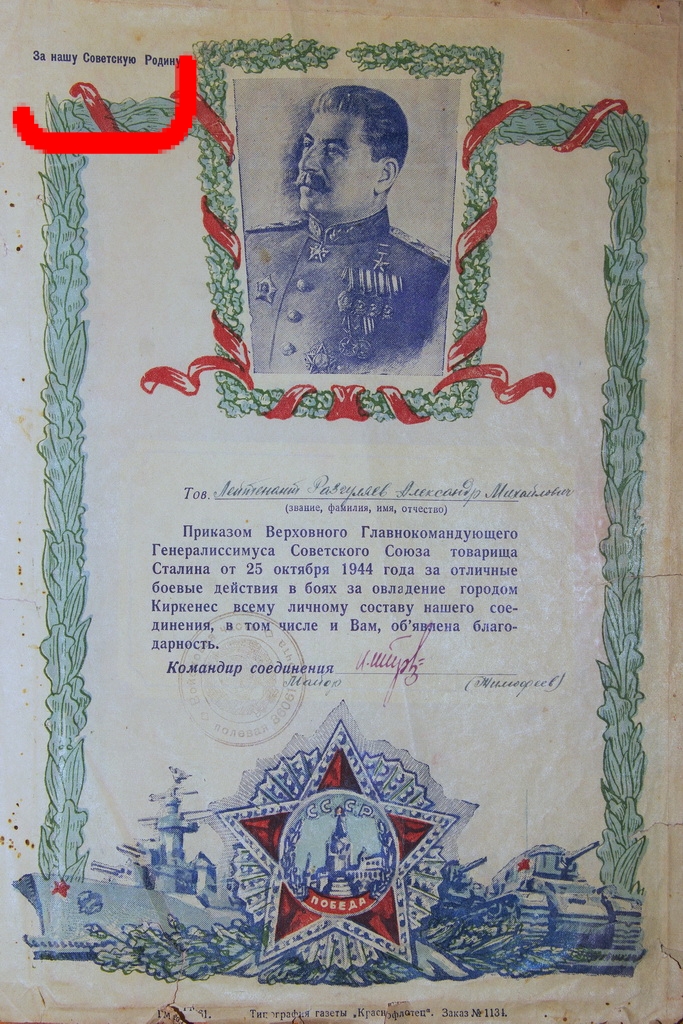 За нашу Советскую Родину
Тов. Лейтенант Разгуляев Александр Михайлович
(звание, фамилия, имя, отчество)
Приказом Верховного Главнокомандующего
Генералиссимуса Советского Союза товарища
Сталина от 25 октября 1944 года за отличные
боевые действия в боях за овладение городом
Киркенес всему личному составу нашего сое-
динения, в том числе и Вам, об'явлена благо-
дарность.
Командир соединения
Майор (Тимофеев)
СССР
ПОБЕДА
Типография газеты „Краснофлотец". Заказ № 1134.